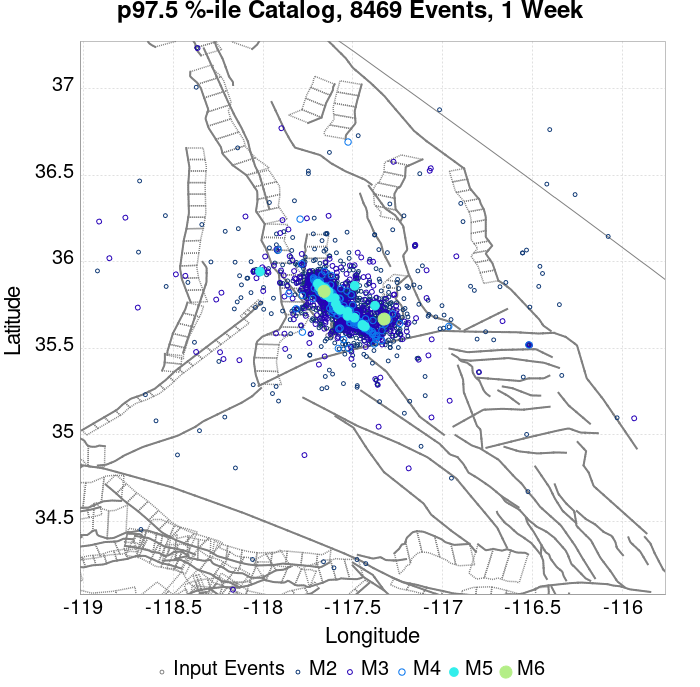 p97.5 %-ile Catalog, 8469 Events, 1 Week
37
36.5
36
35.5
35
34.5
Latitude
-119 -118.5 -118 -117.5 -117 -116.5 -116
Longitude
Input Events M2 M3 M4 M5 M6